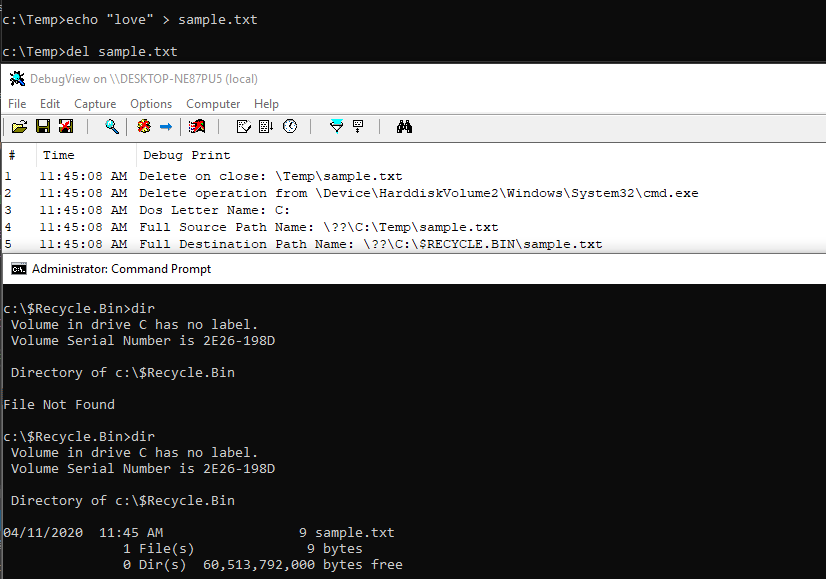 c:\Temp>echo "love" > sample.txt
c:\Temp>del sample.txt
DebugView on \\DESKTOP-NE87PU5 (local)
File Edit Capture Options Computer Help
# Time Debug Print
1 11:45:08 AM Delete on close: \Temp\sample.txt
2 11:45:08 AM Delete operation from \Device\HarddiskVolume2\Windows\System32\cmd.exe
3 11:45:08 AM Dos Letter Name: C:
4 11:45:08 AM Full Source Path Name: \??\C:\Temp\sample.txt
5 11:45:08 AM Full Destination Path Name: \??\C:\$RECYCLE.BIN\sample.txt
C:\. Administrator: Command Prompt
c:\$Recycle.Bin>dir
Volume in drive C has no label.
Volume Serial Number is 2E26-198D
Directory of c:\$Recycle.Bin
File Not Found
c:\$Recycle.Bin>dir
Volume in drive C has no label.
Volume Serial Number is 2E26-198D
Directory of c:\$Recycle.Bin
04/11/2020 11:45 AM 9 sample.txt
1 File(s) 9 bytes
0 Dir(s) 60,513,792,000 bytes free